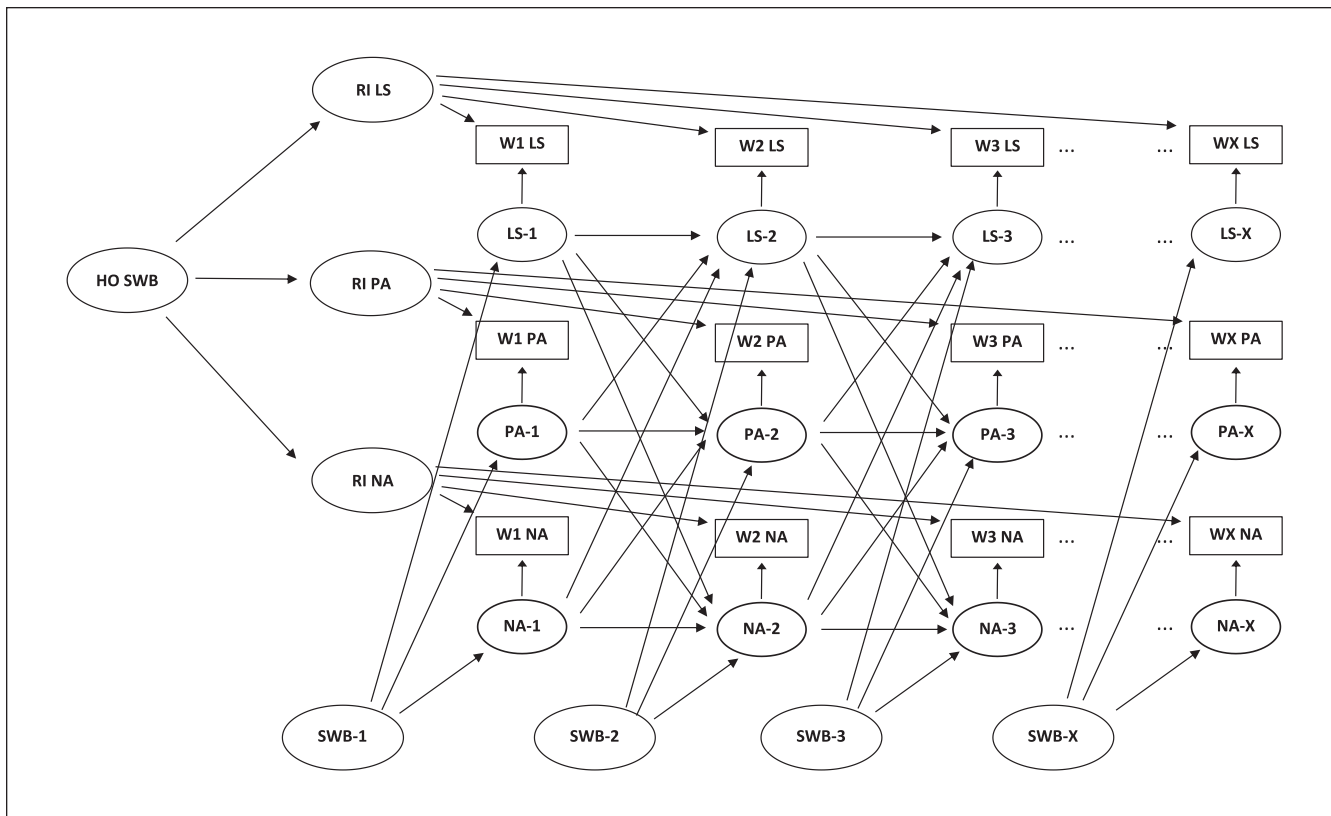 RI LS
W1 LS
W2 LS
W3 LS
...
...
WX LS
LS-1
LS-2
LS-3
...
...
LS-X
HO SWB
RI PA
W1 PA
W2 PA
W3 PA
...
...
WX PA
PA-1
PA-2
PA-3
...
...
PA-X
RI NA
W1 NA
W2 NA
W3 NA
...
...
WX NA
NA-1
NA-2
NA-3
...
...
NA-X
SWB-1
SWB-2
SWB-3
SWB-X